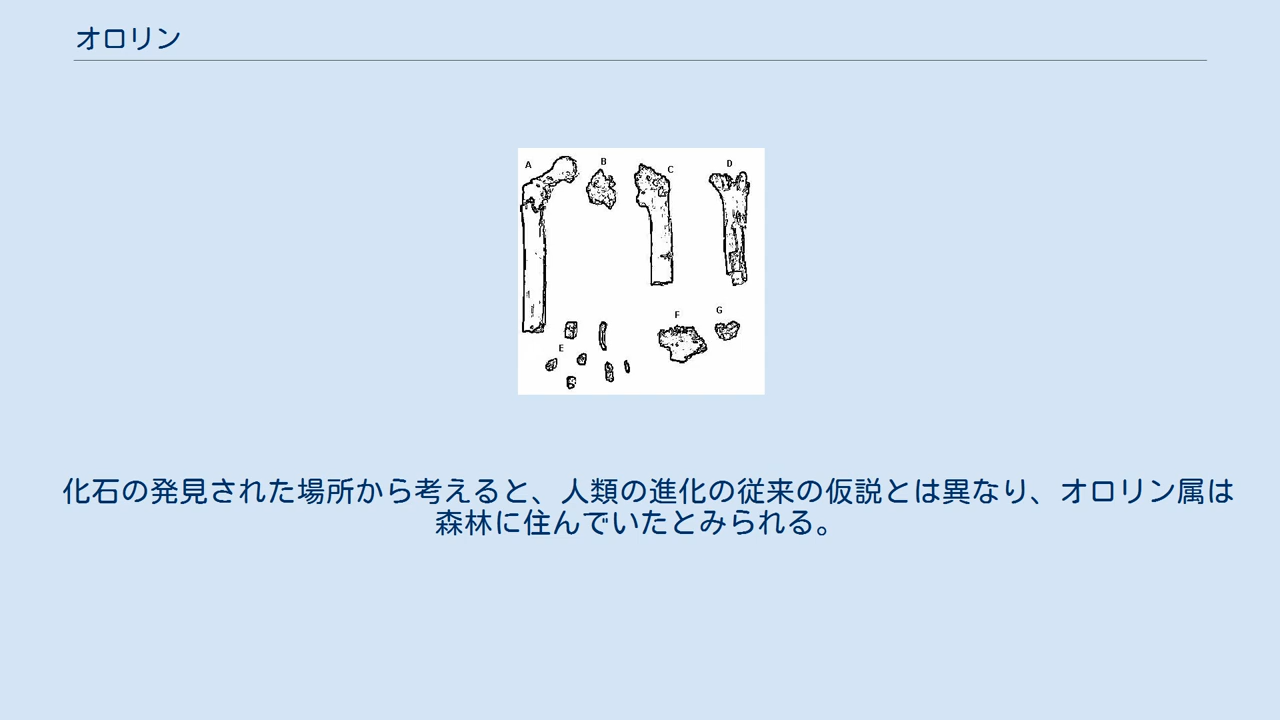 オロリン
A
B
C
D
E
F
G
化石の発見された場所から考えると、人類の進化の従来の仮説とは異なり、オロリン属は
森林に住んでいたとみられる。